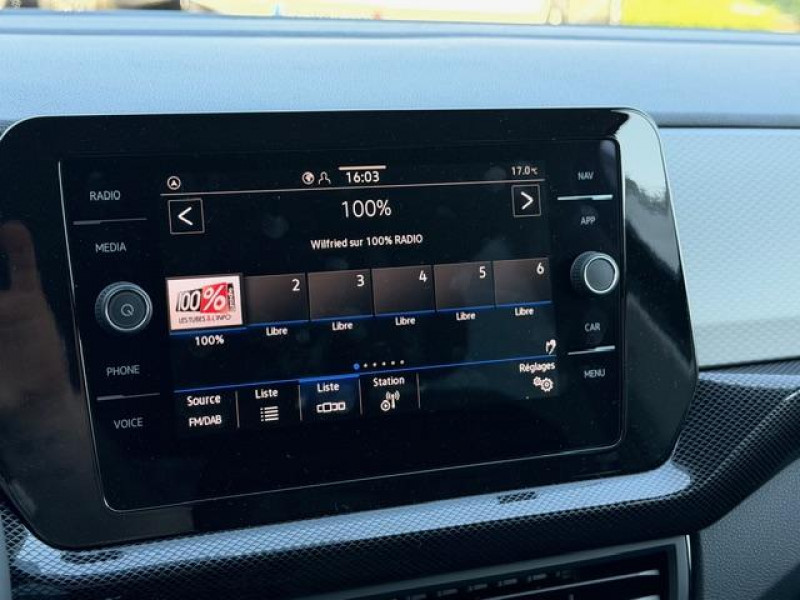 16:03
17.0°C
RADIO
MEDIA
PHONE
VOICE
NAV
APP
CAR
MENU
<
100%
>
Wilfried sur 100% RADIO
100%
LES TUBES & L'INFO
2
3
4
5
6
100%
Libre
Libre
Libre
Libre
Libre
Source
FM/DAB
Liste
Liste
Station
Réglages